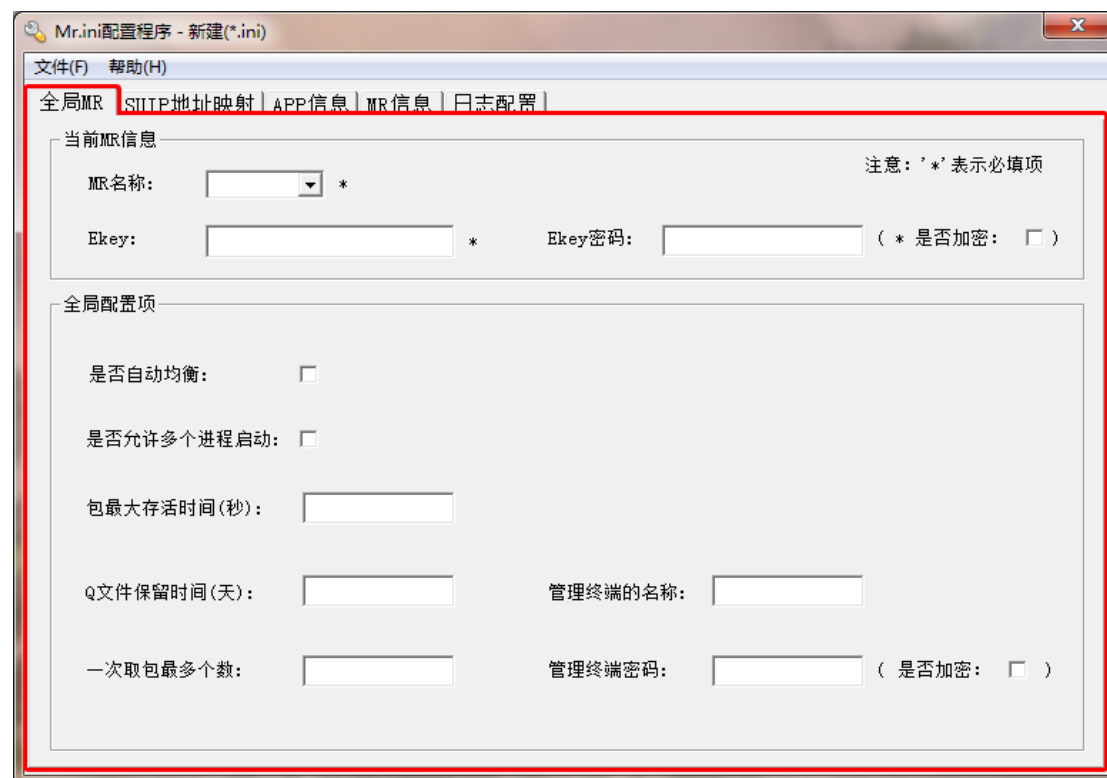 Mr.ini配置程序 - 新建(*.ini)
文件(F) 帮助(H)
全局MR SUIP地址映射 APP信息 MR信息 日志配置
当前MR信息
注意：'*'表示必填项
MR名称： *
Ekey： * Ekey密码： ( * 是否加密： )
全局配置项
是否自动均衡：
是否允许多个进程启动：
包最大存活时间(秒)：
Q文件保留时间(天)： 管理终端的名称：
一次取包最多个数： 管理终端密码： ( 是否加密： )